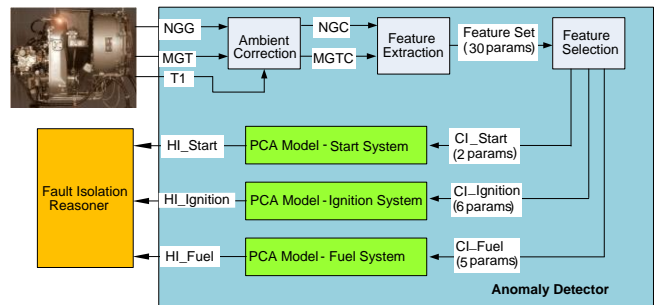 NGG
NGC
Feature Set
(30 params)
Ambient
Correction
Feature
Extraction
Feature
Selection
MGT
MGTC
T1
HI_Start
PCA Model - Start System
CI_Start
(2 params)
Fault Isolation
Reasoner
HI_Ignition
PCA Model - Ignition System
CI_Ignition
(6 params)
HI_Fuel
PCA Model - Fuel System
CI_Fuel
(5 params)
Anomaly Detector